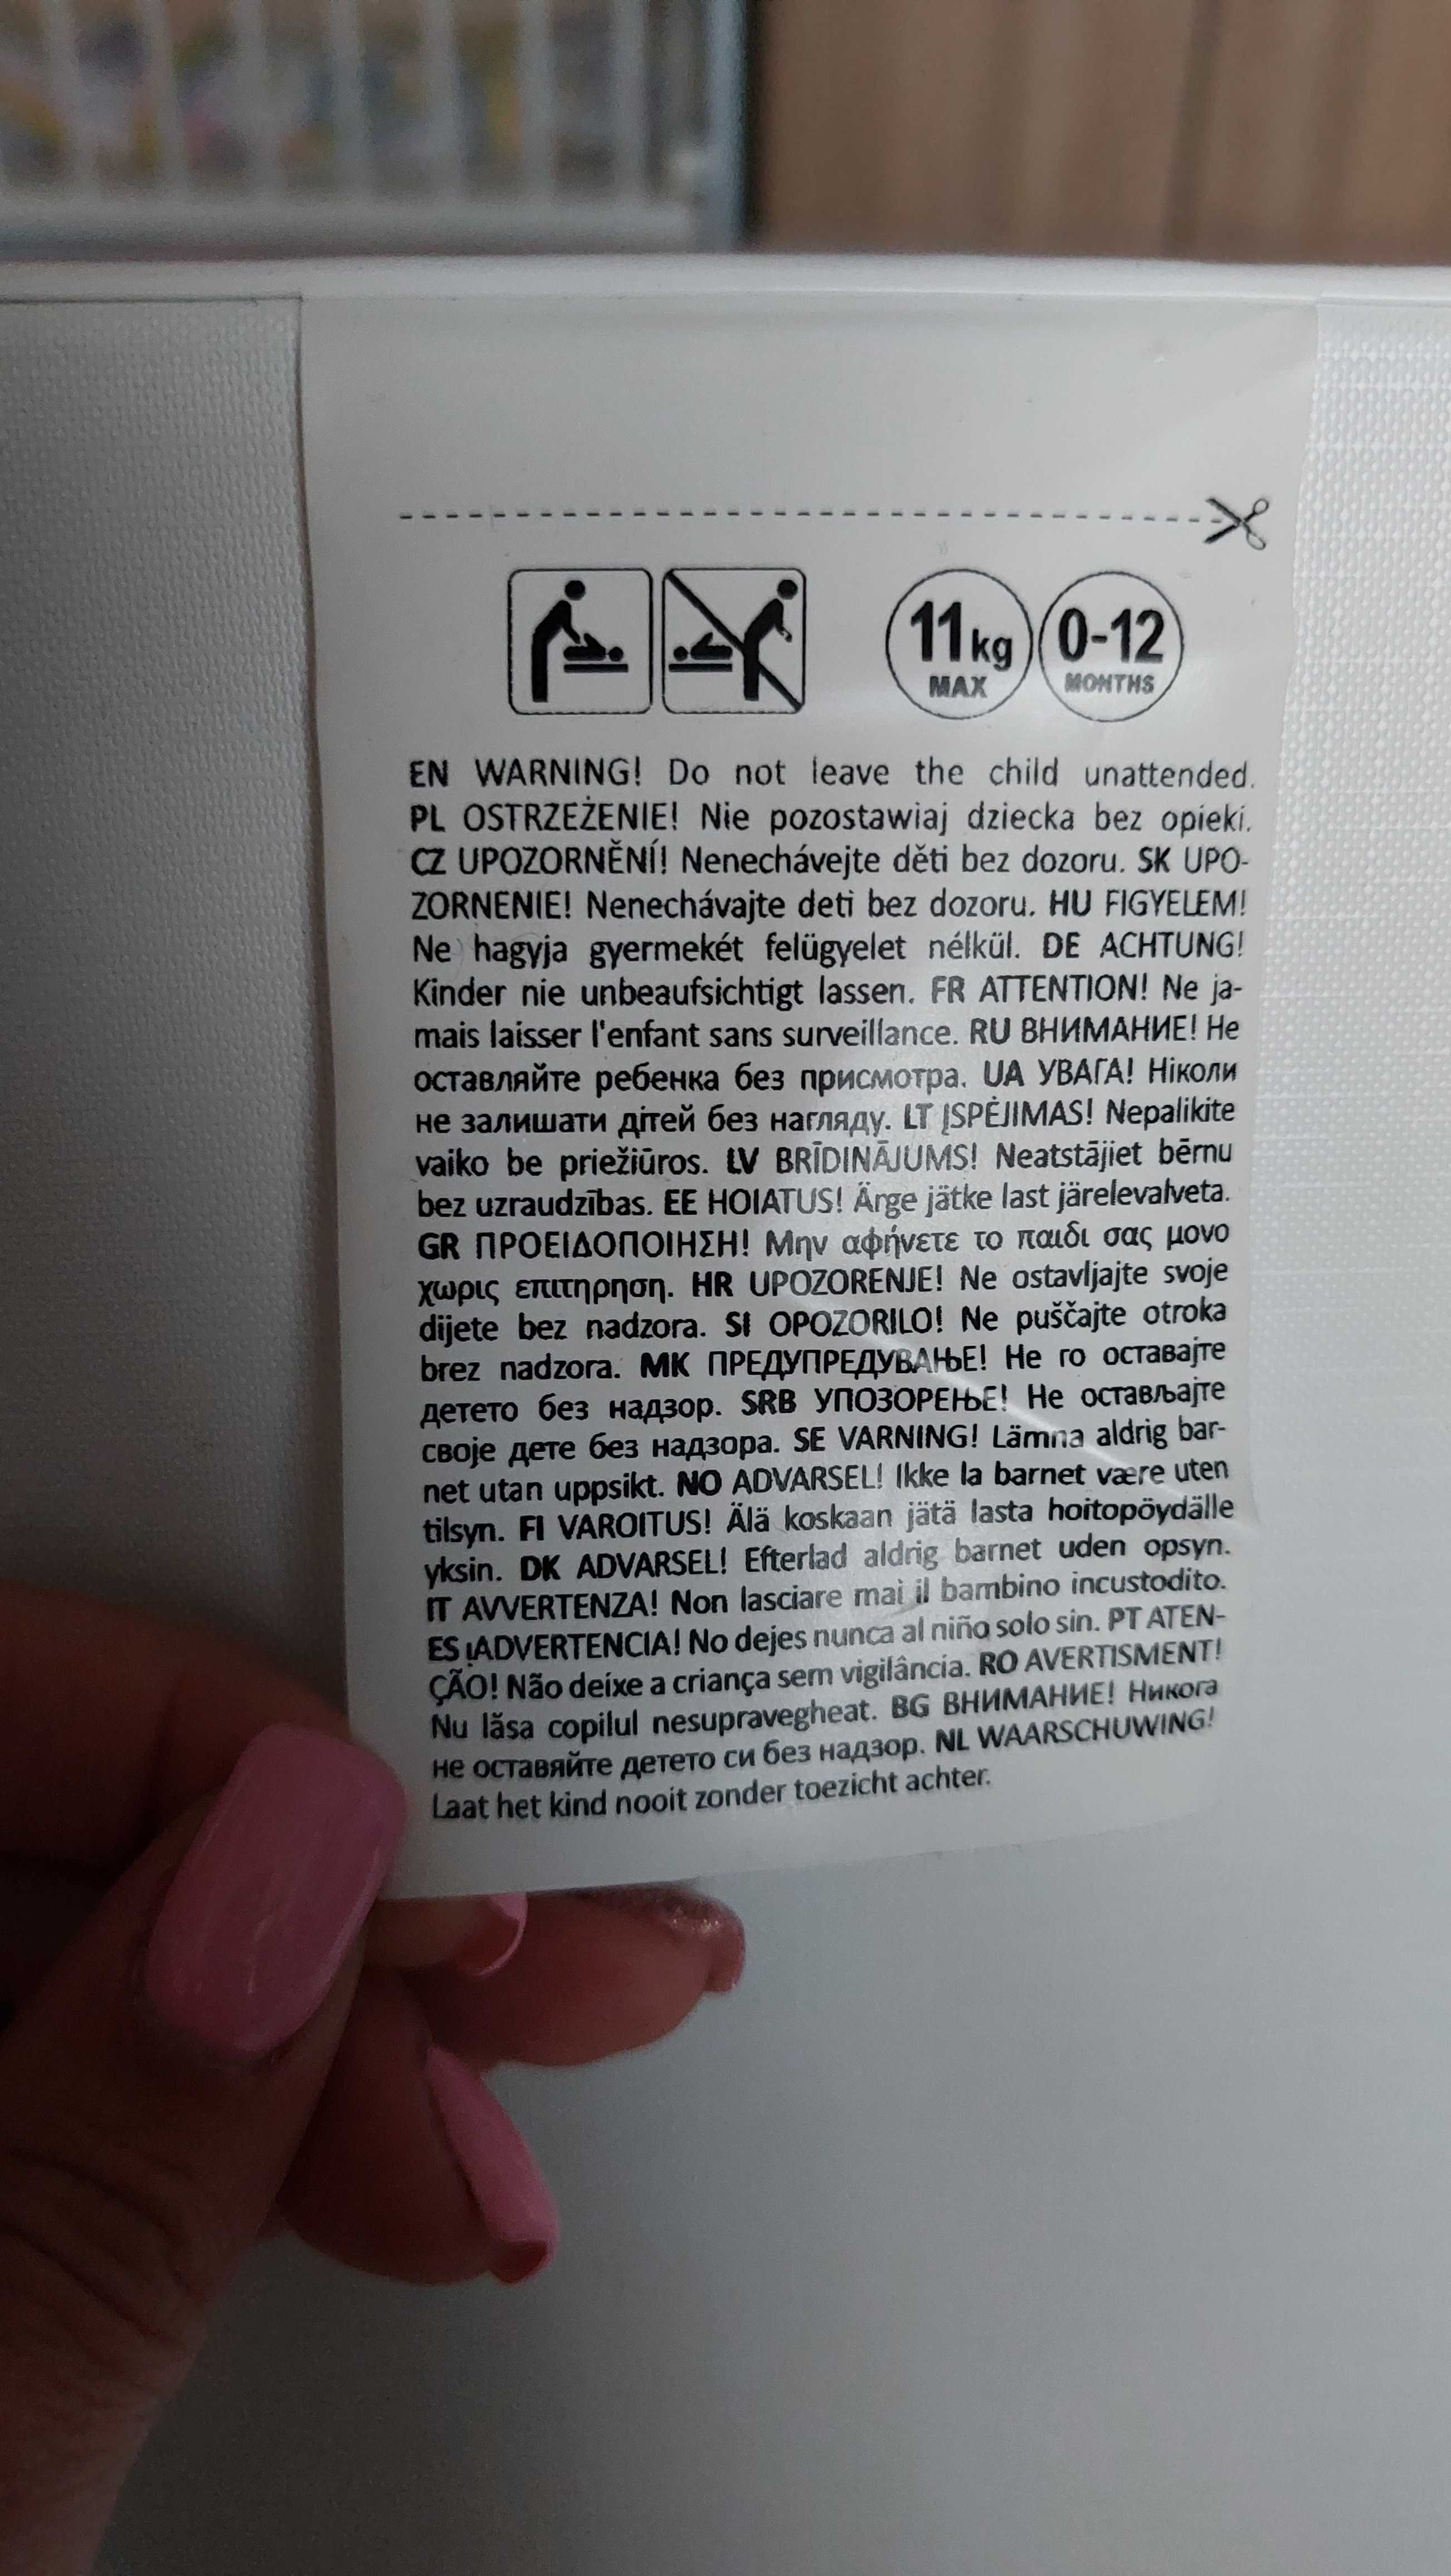 11kg
MAX
0-12
MONTHS
EN WARNING! Do not leave the child unattended.
PL OSTRZEŻENIE! Nie pozostawiaj dziecka bez opieki.
CZ UPOZORNĚNÍ! Nenechávejte děti bez dozoru. SK UPO-
ZORNENIE! Nenechávajte deti bez dozoru. HU FIGYELEM!
Ne hagyja gyermekét felügyelet nélkül. DE ACHTUNG!
Kinder nie unbeaufsichtigt lassen. FR ATTENTION! Ne ja-
mais laisser l'enfant sans surveillance. RU ВНИМАНИЕ! Не
оставляйте ребенка без присмотра. UA УВАГА! Ніколи
не залишати дітей без нагляду. LT ĮSPĖJIMAS! Nepalikite
vaiko be priežiūros. LV BRĪDINĀJUMS! Neatstājiet bērnu
bez uzraudzības. EE HOIATUS! Ärge jätke last järelevalveta.
GR ΠΡΟΕΙΔΟΠΟΙΗΣΗ! Μην αφήνετε το παιδι σας μονο
χωρις επιτηρηση. HR UPOZORENJE! Ne ostavljajte svoje
dijete bez nadzora. SI OPOZORILO! Ne puščajte otroka
brez nadzora. MK ПРЕДУПРЕДУВАЊЕ! Не го оставајте
детето без надзор. SRB УПОЗОРЕЊЕ! Не остављајте
своје дете без надзора. SE VARNING! Lämna aldrig bar-
net utan uppsikt. NO ADVARSEL! Ikke la barnet være uten
tilsyn. FI VAROITUS! Älä koskaan jätä lasta hoitopöydälle
yksin. DK ADVARSEL! Efterlad aldrig barnet uden opsyn.
IT AVVERTENZA! Non lasciare mai il bambino incustodito.
ES ¡ADVERTENCIA! No dejes nunca al niño solo sin. PT ATEN-
ÇÃO! Não deixe a criança sem vigilância. RO AVERTISMENT!
Nu lăsa copilul nesupravegheat. BG ВНИМАНИЕ! Никога
не оставяйте детето си без надзор. NL WAARSCHUWING!
Laat het kind nooit zonder toezicht achter.